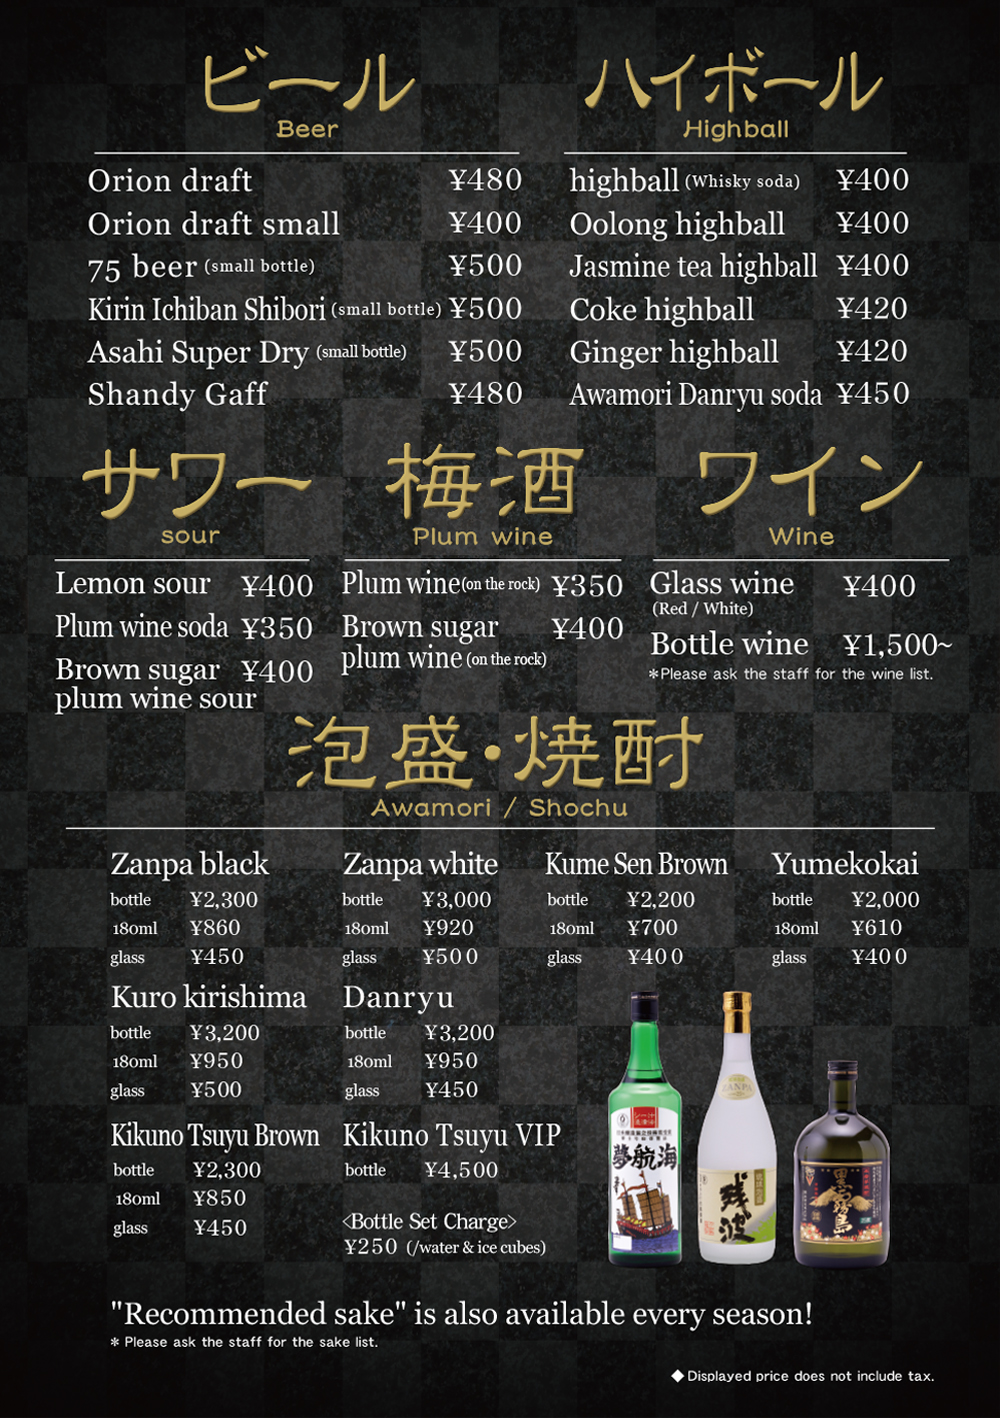 ビール
Beer
Orion draft ¥480
Orion draft small ¥400
75 beer (small bottle) ¥500
Kirin Ichiban Shibori (small bottle) ¥500
Asahi Super Dry (small bottle) ¥500
Shandy Gaff ¥480
ハイボール
Highball
highball (Whisky soda) ¥400
Oolong highball ¥400
Jasmine tea highball ¥400
Coke highball ¥420
Ginger highball ¥420
Awamori Danryu soda ¥450
サワー
sour
Lemon sour ¥400
Plum wine soda ¥350
Brown sugar ¥400
plum wine sour
梅酒
Plum wine
Plum wine (on the rock) ¥350
Brown sugar ¥400
plum wine (on the rock)
ワイン
Wine
Glass wine ¥400
(Red / White)
Bottle wine ¥1,500~
*Please ask the staff for the wine list.
泡盛・焼酎
Awamori / Shochu
Zanpa black
bottle ¥2,300
180ml ¥860
glass ¥450
Zanpa white
bottle ¥3,000
180ml ¥920
glass ¥500
Kume Sen Brown
bottle ¥2,200
180ml ¥700
glass ¥400
Yumekokai
bottle ¥2,000
180ml ¥610
glass ¥400
Kuro kirishima
bottle ¥3,200
180ml ¥950
glass ¥500
Danryu
bottle ¥3,200
180ml ¥950
glass ¥450
Kikuno Tsuyu Brown
bottle ¥2,300
180ml ¥850
glass ¥450
Kikuno Tsuyu VIP
bottle ¥4,500
<Bottle Set Charge>
¥250 (/water & ice cubes)
夢航海
ZANPA
残波
黒霧島
"Recommended sake" is also available every season!
* Please ask the staff for the sake list.
◆ Displayed price does not include tax.